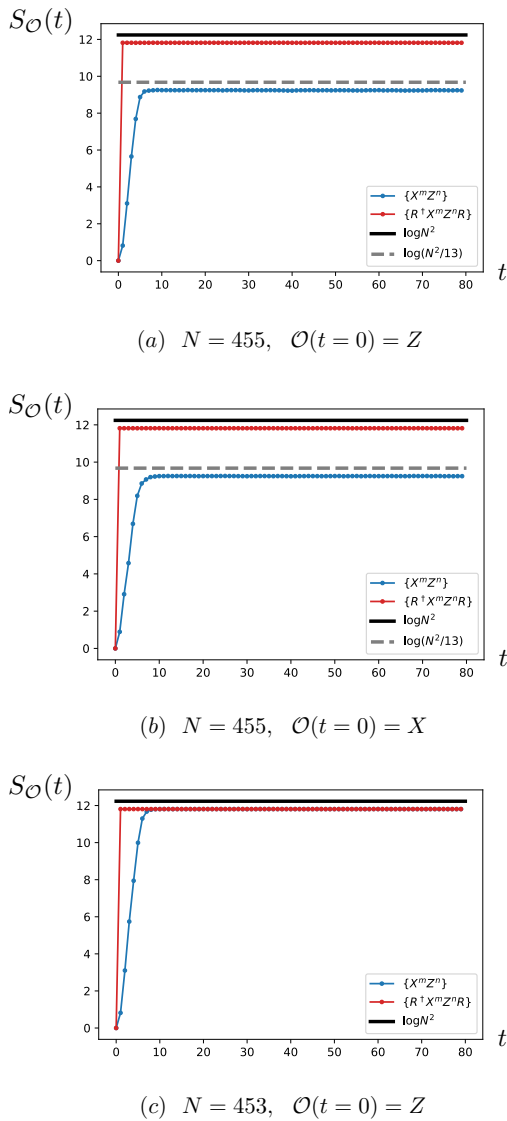 S_𝒪(t)
12
10
8
6
4
2
0
{X^m Z^n}
{R^† X^m Z^n R}
logN^2
log(N^2/13)
0 10 20 30 40 50 60 70 80
t
(a) N = 455, 𝒪(t = 0) = Z
S_𝒪(t)
12
10
8
6
4
2
0
{X^m Z^n}
{R^† X^m Z^n R}
logN^2
log(N^2/13)
0 10 20 30 40 50 60 70 80
t
(b) N = 455, 𝒪(t = 0) = X
S_𝒪(t)
12
10
8
6
4
2
0
{X^m Z^n}
{R^† X^m Z^n R}
logN^2
0 10 20 30 40 50 60 70 80
t
(c) N = 453, 𝒪(t = 0) = Z